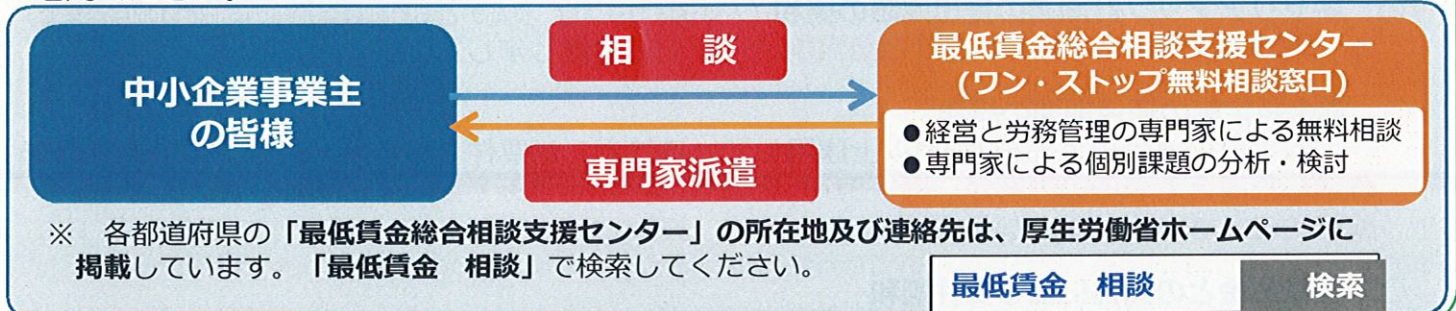 中小企業事業主
の皆様
相　談
専門家派遣
最低賃金総合相談支援センター
(ワン・ストップ無料相談窓口)
●経営と労務管理の専門家による無料相談
●専門家による個別課題の分析・検討
※　各都道府県の「最低賃金総合相談支援センター」の所在地及び連絡先は、厚生労働省ホームページに
掲載しています。「最低賃金　相談」で検索してください。
最低賃金　相談　検索